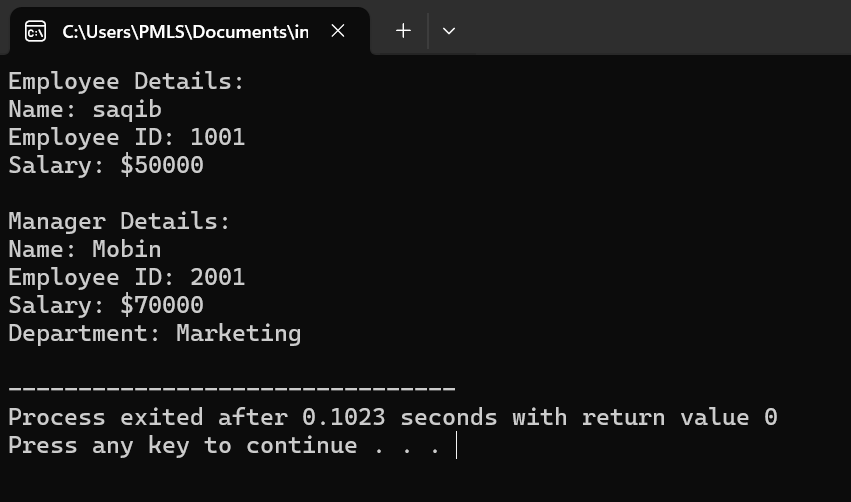 C:\Users\PMLS\Documents\in
Employee Details:
Name: saqib
Employee ID: 1001
Salary: $50000
Manager Details:
Name: Mobin
Employee ID: 2001
Salary: $70000
Department: Marketing
--------------------------------
Process exited after 0.1023 seconds with return value 0
Press any key to continue . . .